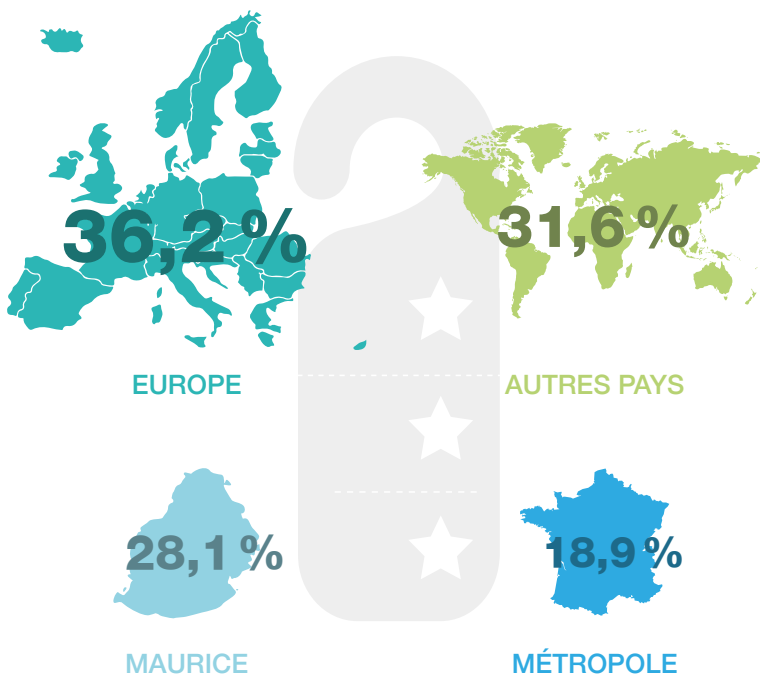 36,2 %
EUROPE
31,6 %
AUTRES PAYS
28,1 %
MAURICE
18,9 %
MÉTROPOLE